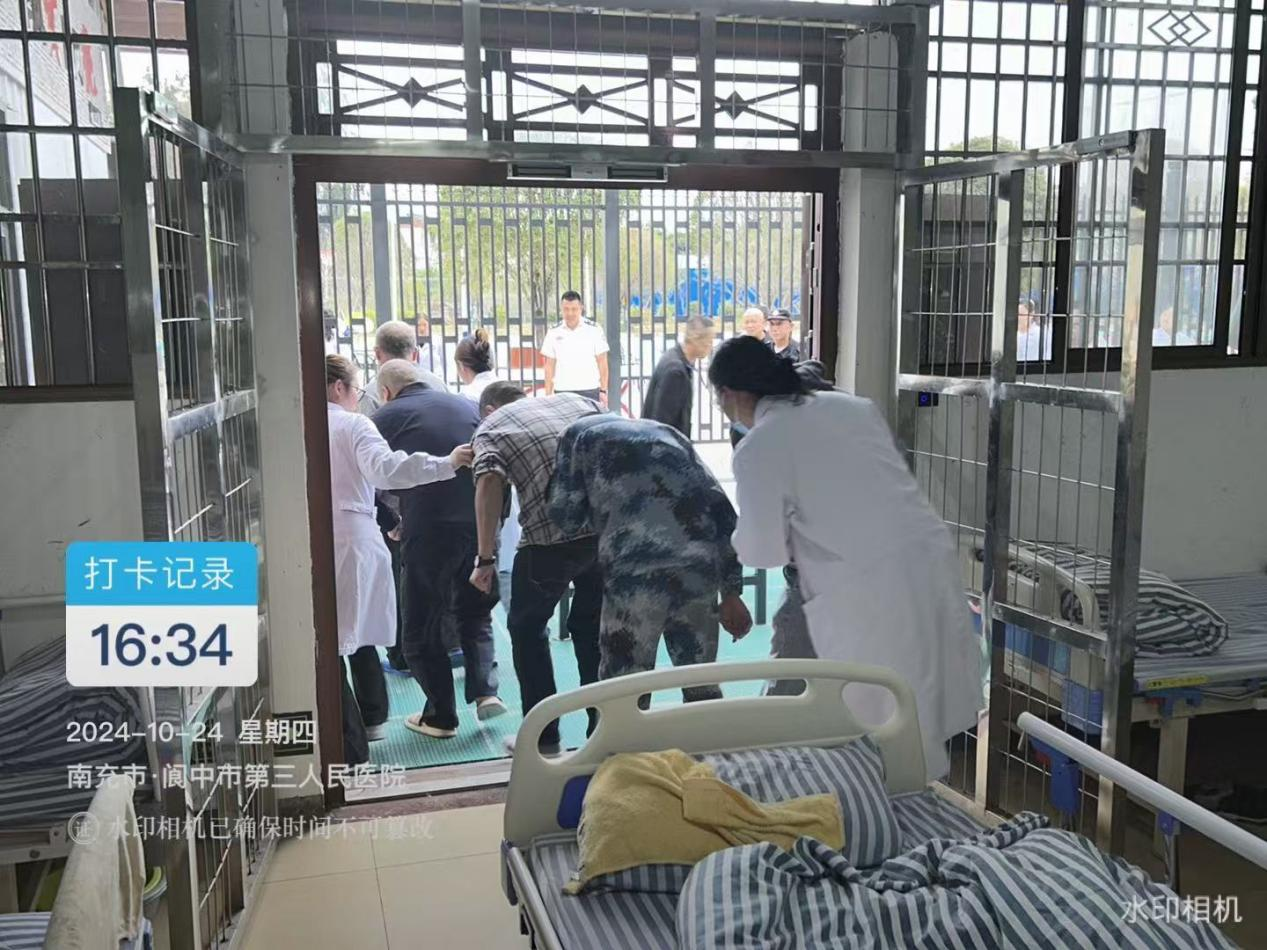 打卡记录
16:34
2024-10-24 星期四
南充市·阆中市第三人民医院
证 水印相机已确保时间不可篡改
水印相机